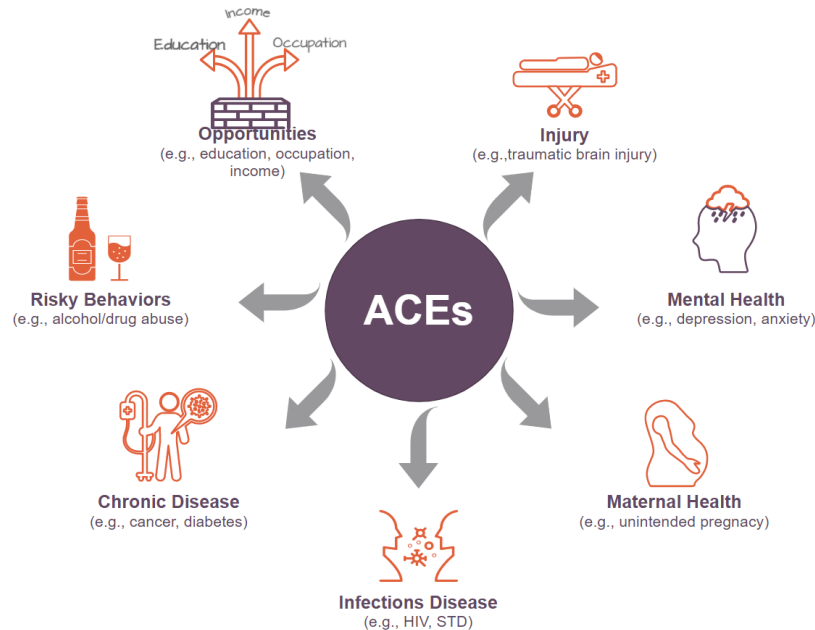 Income
Education
Occupation
Opportunities
(e.g., education, occupation,
income)
Injury
(e.g.,traumatic brain injury)
Risky Behaviors
(e.g., alcohol/drug abuse)
ACEs
Mental Health
(e.g., depression, anxiety)
Chronic Disease
(e.g., cancer, diabetes)
Maternal Health
(e.g., unintended pregnancy)
Infections Disease
(e.g., HIV, STD)